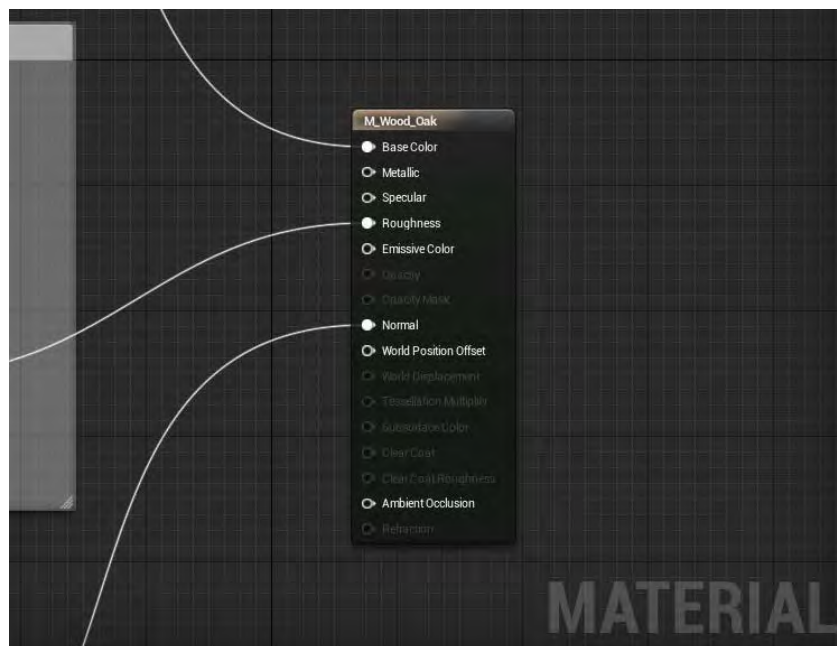 M_Wood_Oak
Base Color
Metallic
Specular
Roughness
Emissive Color
Opacity
Opacity Mask
Normal
World Position Offset
World Displacement
Tessellation Multiplier
Subsurface Color
Clear Coat
Clear Coat Roughness
Ambient Occlusion
Refraction
MATERIAL